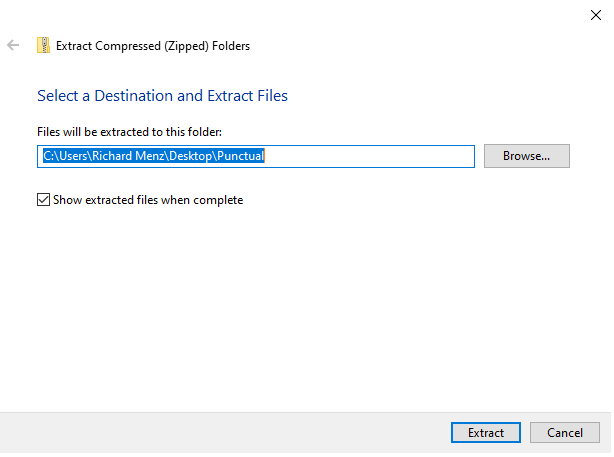 Extract Compressed (Zipped) Folders
Select a Destination and Extract Files
Files will be extracted to this folder:
C:\Users\Richard Menz\Desktop\Punctual
Browse...
Show extracted files when complete
Extract
Cancel